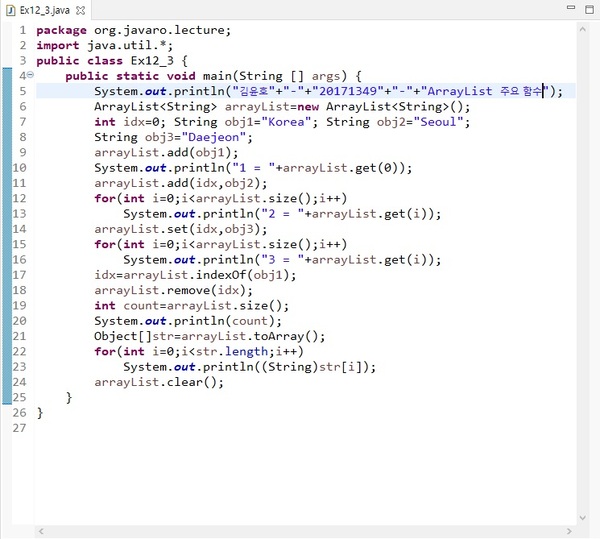 Ex12_3.java
1 package org.javaro.lecture;
2 import java.util.*;
3 public class Ex12_3 {
4 public static void main(String [] args) {
5 System.out.println("김윤호"+"-"+"20171349"+"-"+"ArrayList 주요 함수");
6 ArrayList<String> arrayList=new ArrayList<String>();
7 int idx=0; String obj1="Korea"; String obj2="Seoul";
8 String obj3="Daejeon";
9 arrayList.add(obj1);
10 System.out.println("1 = "+arrayList.get(0));
11 arrayList.add(idx,obj2);
12 for(int i=0;i<arrayList.size();i++)
13 System.out.println("2 = "+arrayList.get(i));
14 arrayList.set(idx,obj3);
15 for(int i=0;i<arrayList.size();i++)
16 System.out.println("3 = "+arrayList.get(i));
17 idx=arrayList.indexOf(obj1);
18 arrayList.remove(idx);
19 int count=arrayList.size();
20 System.out.println(count);
21 Object[]str=arrayList.toArray();
22 for(int i=0;i<str.length;i++)
23 System.out.println((String)str[i]);
24 arrayList.clear();
25 }
26 }
27